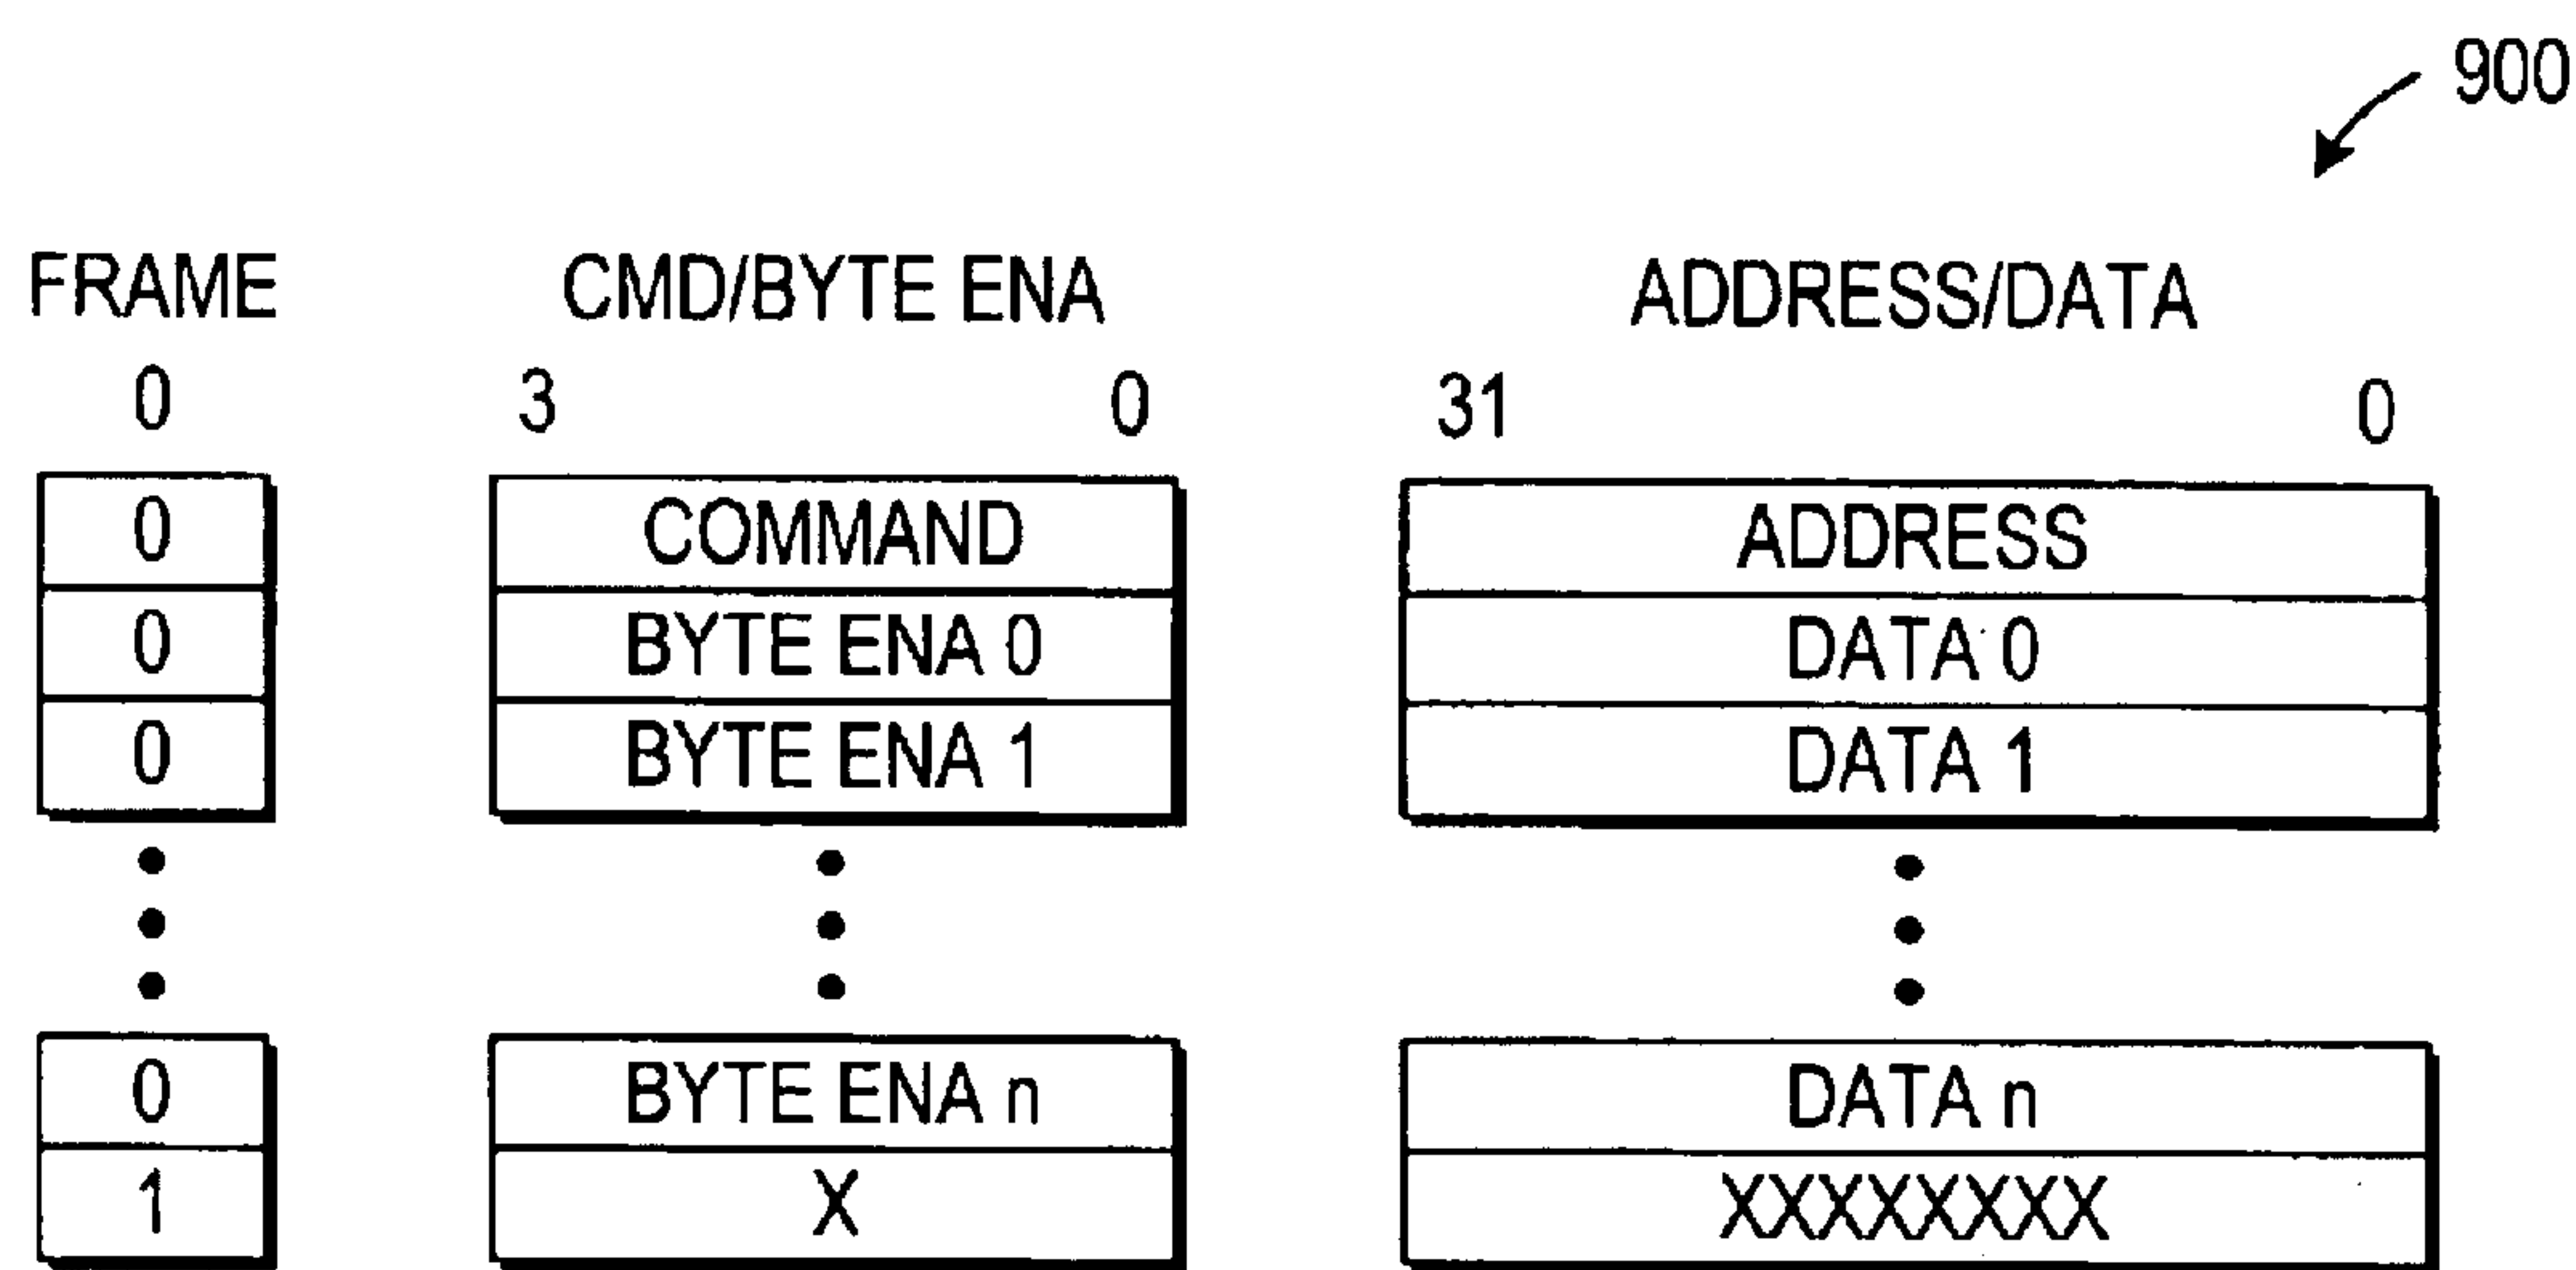 900
FRAME CMD/BYTE ENA ADDRESS/DATA
0 3 0 31 0
0 COMMAND ADDRESS
0 BYTE ENA 0 DATA 0
0 BYTE ENA 1 DATA 1
0 BYTE ENA n DATA n
1 X XXXXXXXX